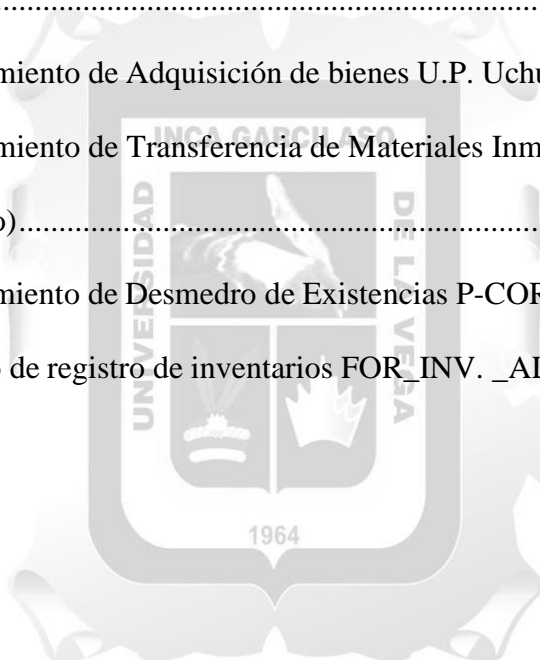 ...................................................................
miento de Adquisición de bienes U.P. Uchu
INCA GARCILASO
miento de Transferencia de Materiales Inm
o)..................................................................
UNIVERSIDAD
DE LA VEGA
miento de Desmedro de Existencias P-COR
o de registro de inventarios FOR_INV. _AL
1964